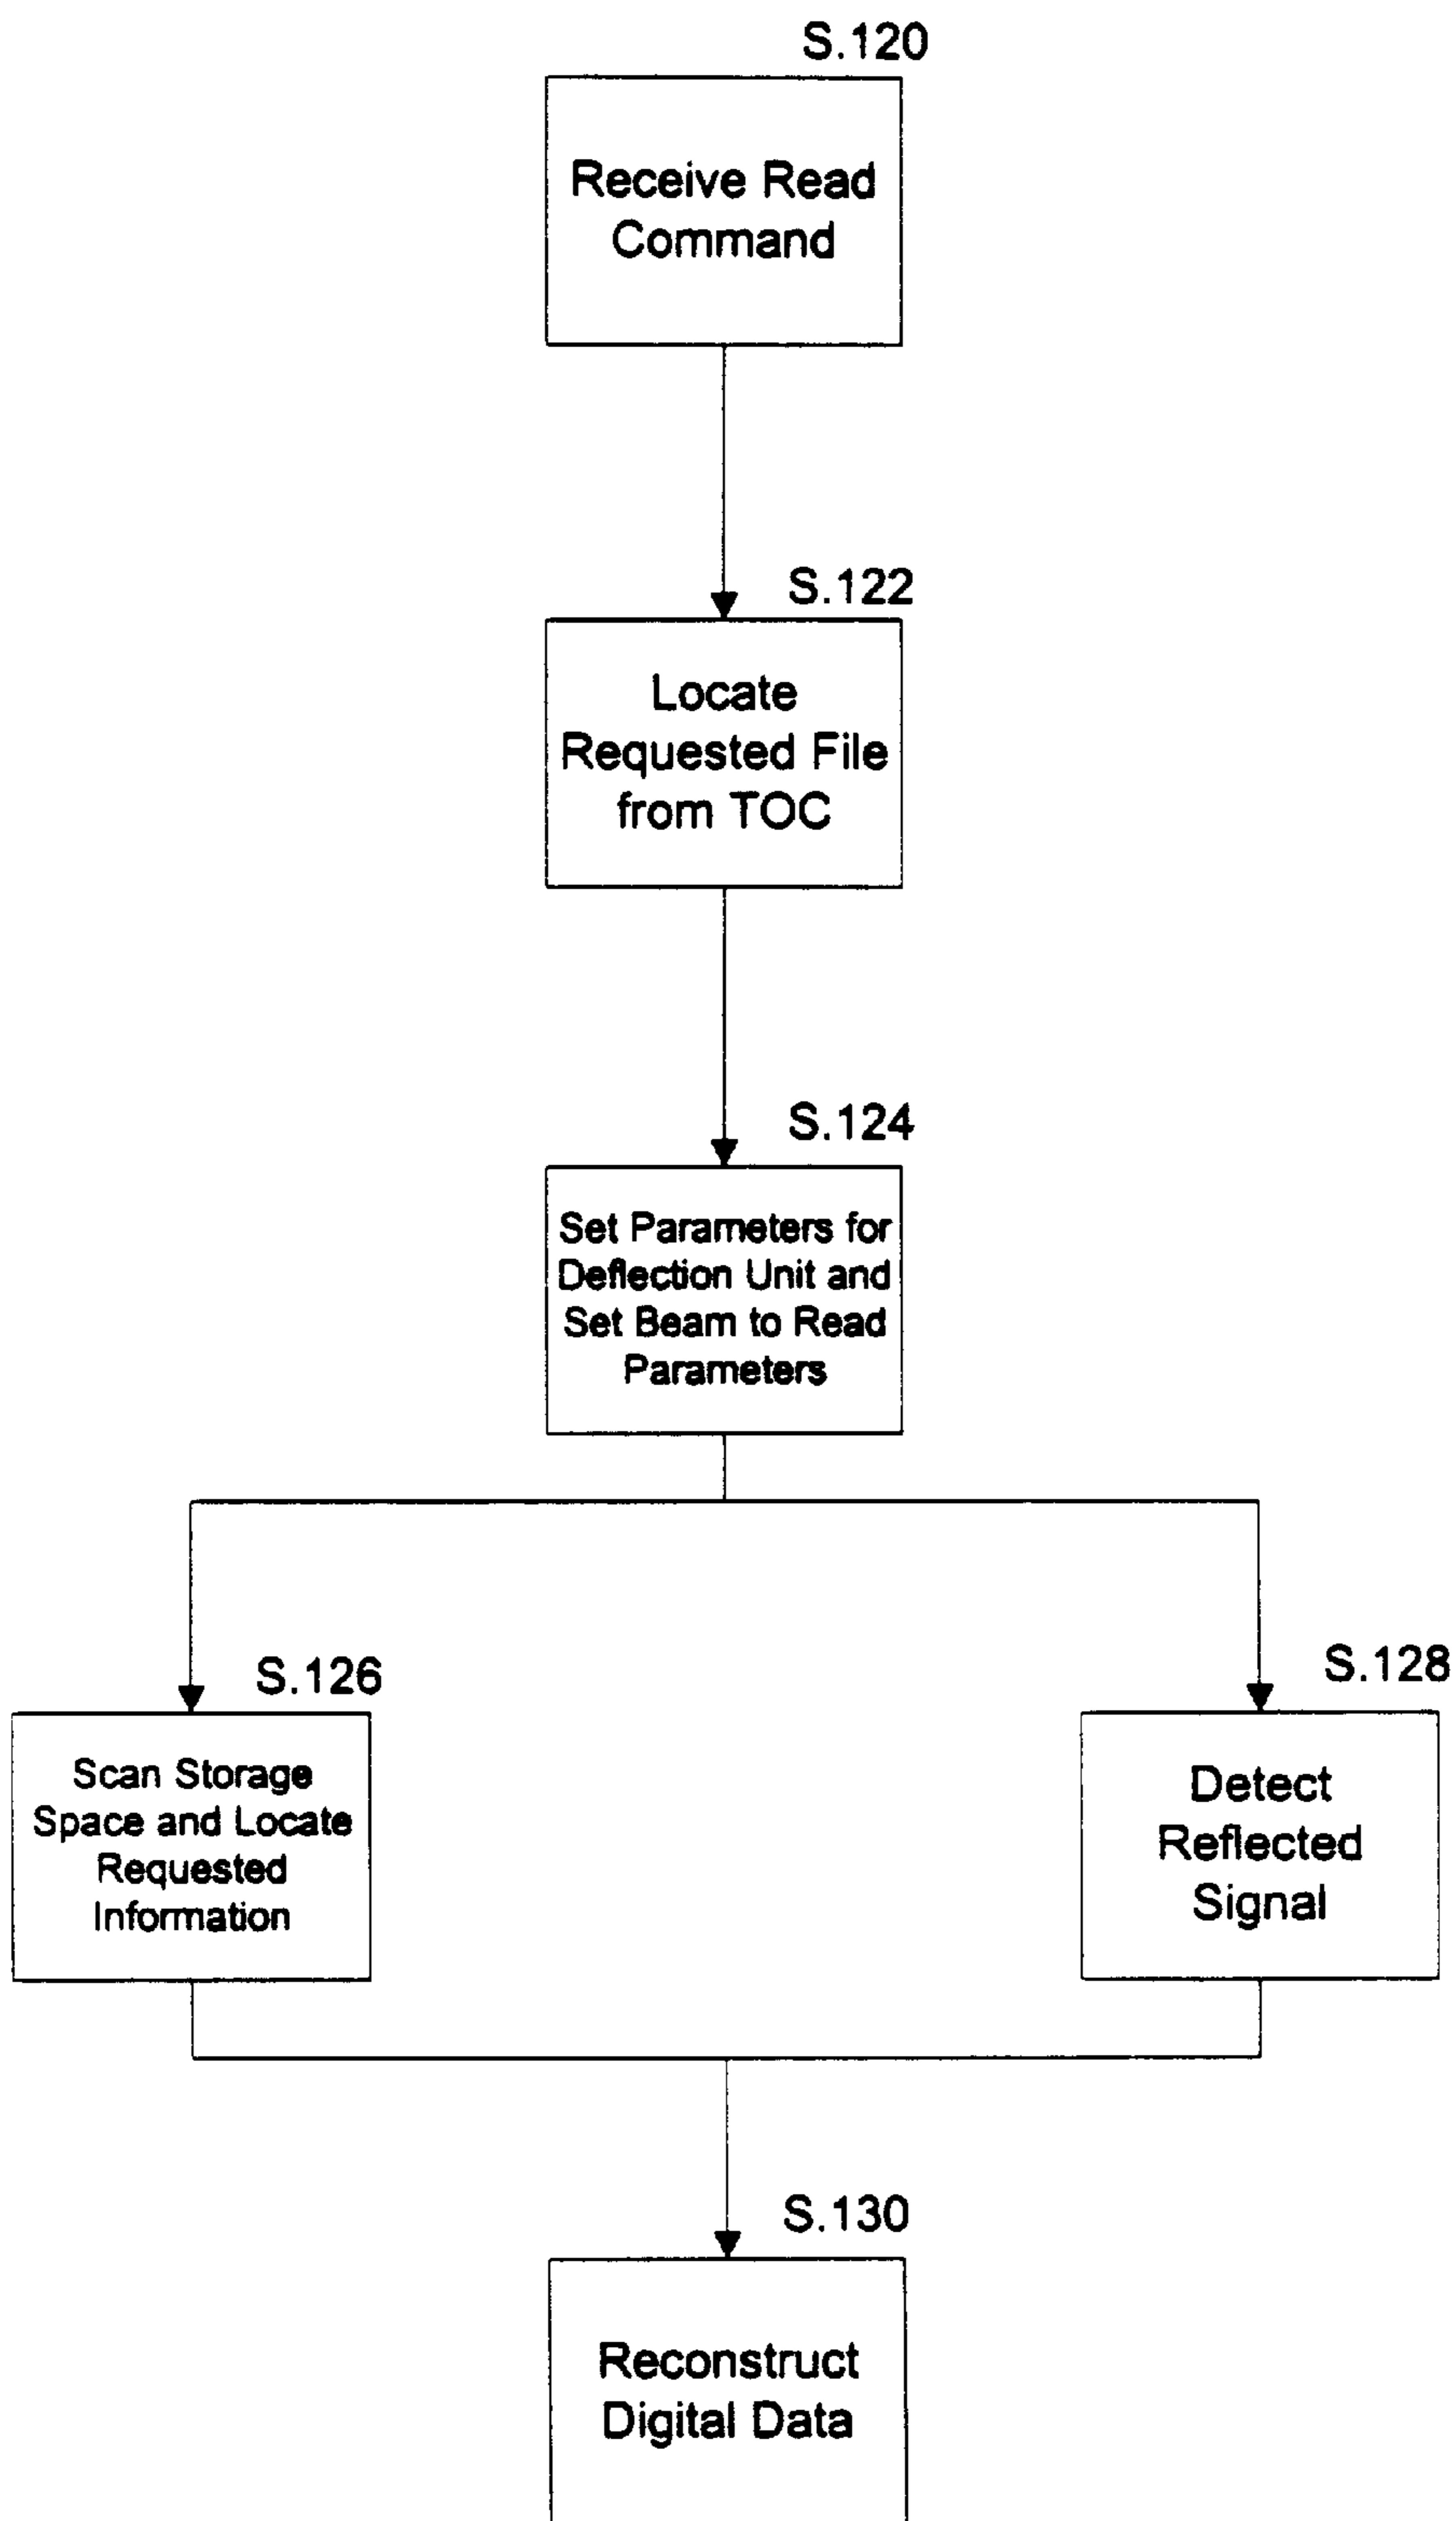 S.120
Receive Read
Command
S.122
Locate
Requested File
from TOC
S.124
Set Parameters for
Deflection Unit and
Set Beam to Read
Parameters
S.126
Scan Storage
Space and Locate
Requested
Information
S.128
Detect
Reflected
Signal
S.130
Reconstruct
Digital Data